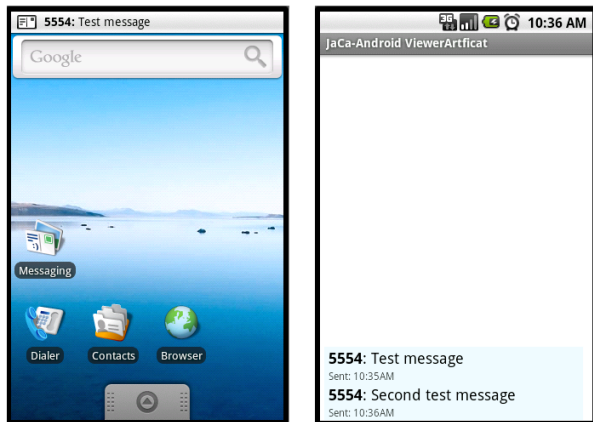 5554: Test message
Google
Messaging
Dialer
Contacts
Browser
3G
10:36 AM
JaCa-Android ViewerArtficat
5554: Test message
Sent: 10:35AM
5554: Second test message
Sent: 10:36AM